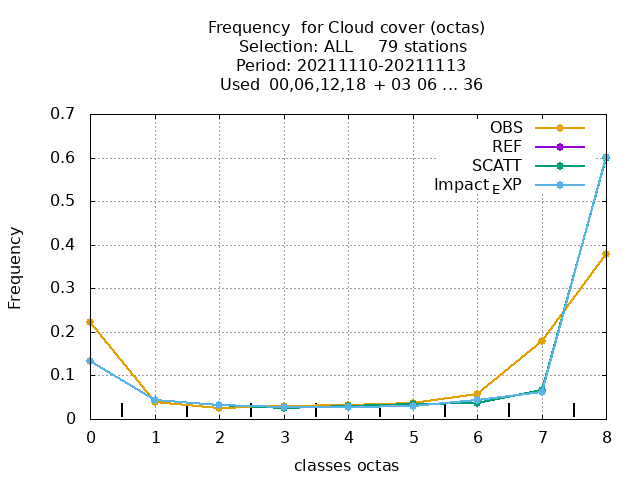 Frequency  for Cloud cover (octas)
Selection: ALL     79 stations
Period: 20211110-20211113
Used  00,06,12,18  + 03 06 ... 36
0.7
0.6
0.5
0.4
0.3
0.2
0.1
0
Frequency
OBS
REF
SCATT
Impact_EXP
0 1 2 3 4 5 6 7 8
classes octas